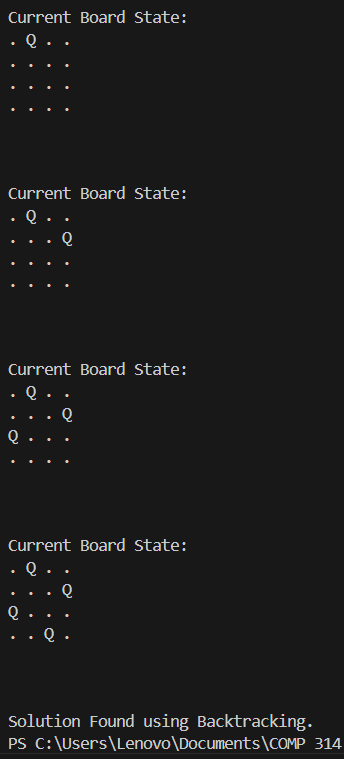 Current Board State:
. Q . .
. . . .
. . . .
. . . .
Current Board State:
. Q . .
. . . Q
. . . .
. . . .
Current Board State:
. Q . .
. . . Q
Q . . .
. . . .
Current Board State:
. Q . .
. . . Q
Q . . .
. . Q .
Solution Found using Backtracking.
PS C:\Users\Lenovo\Documents\COMP 314